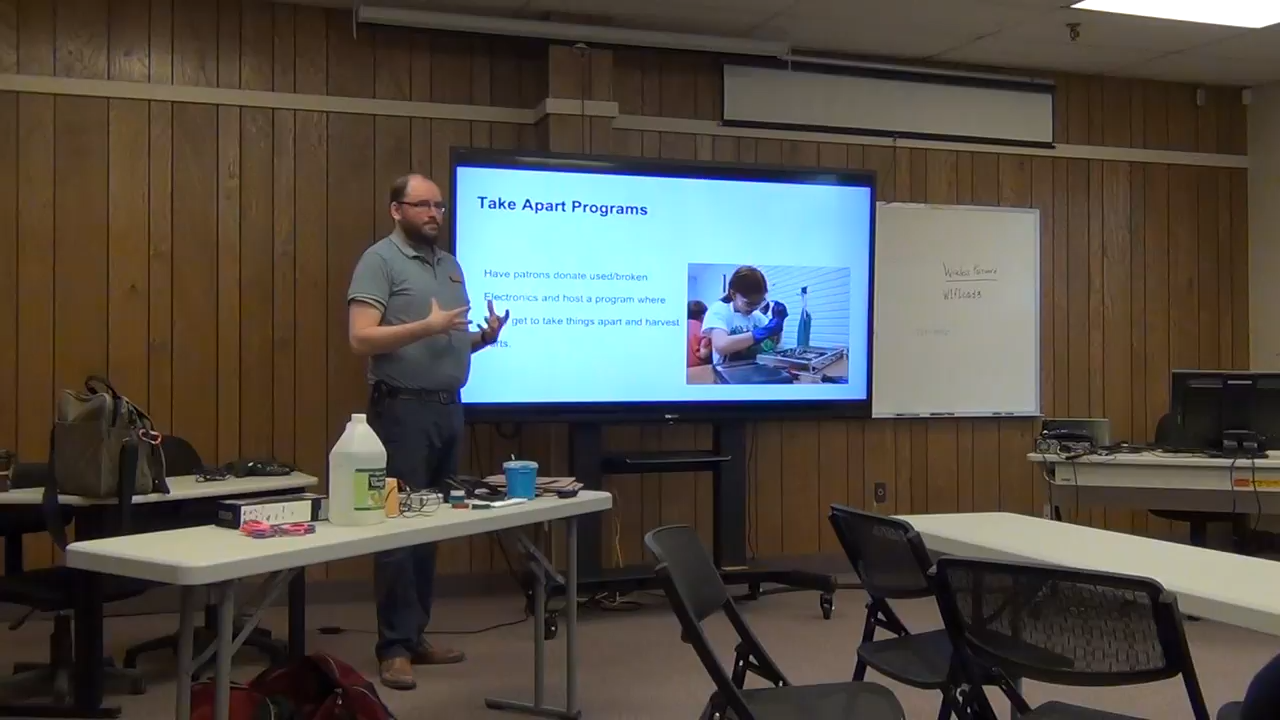 Take Apart Programs
Have patrons donate used/broken
Electronics and host a program where
get to take things apart and harvest